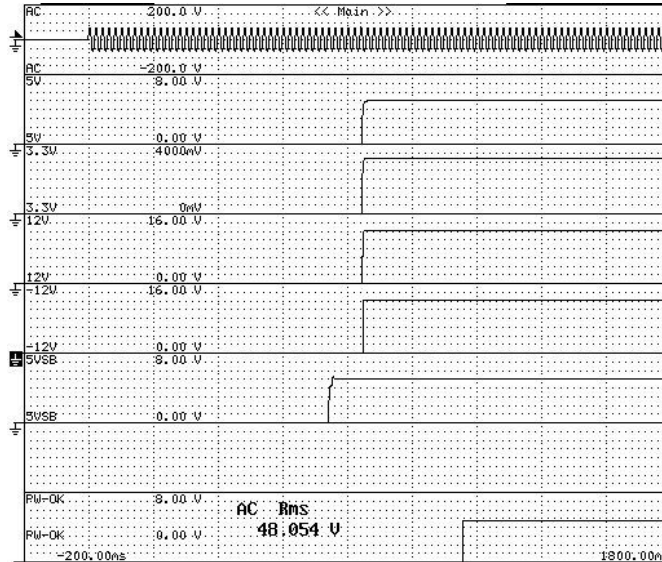 AC 200.0 V << Main >>
AC -200.0 V
5V 8.00 V
5V 0.00 V
3.3V 4000mV
3.3V 0mV
12V 16.00 V
12V 0.00 V
-12V 16.00 V
-12V 0.00 V
5VSB 8.00 V
5VSB 0.00 V
PW-OK 8.00 V
AC Rms
48.054 V
PW-OK 0.00 V
-200.00ms 1800.00m